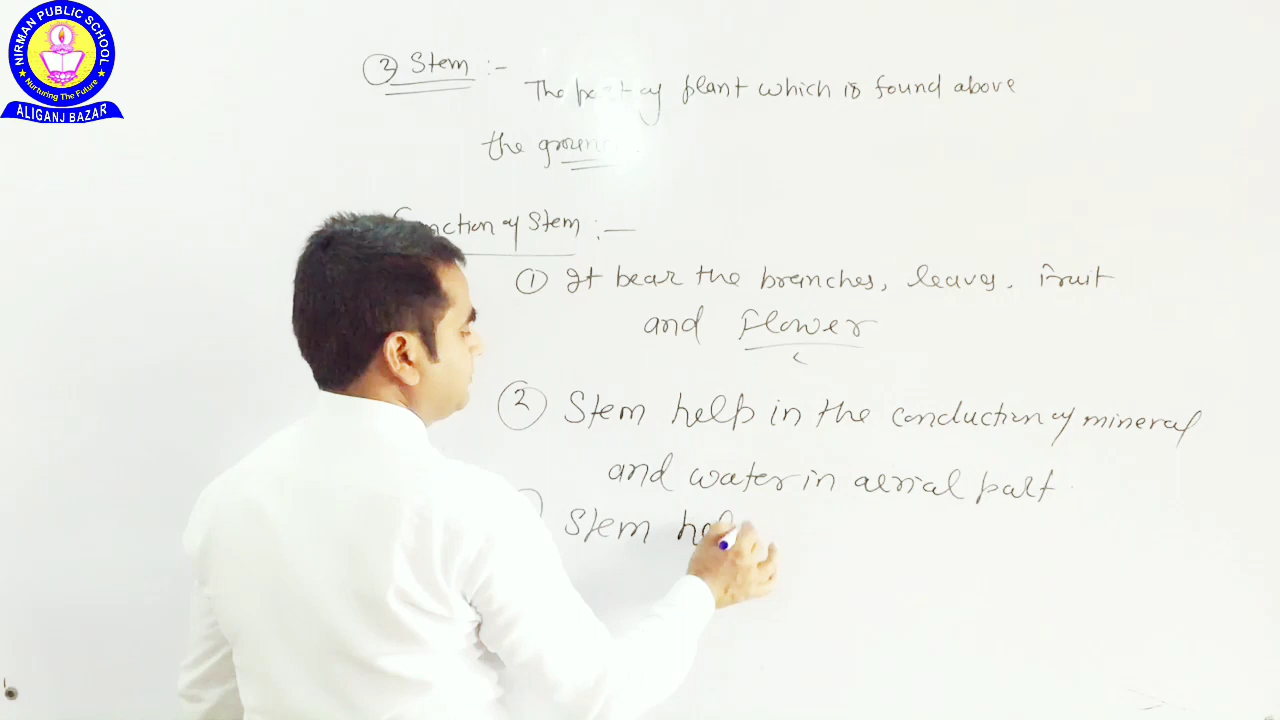 NIRMAN PUBLIC SCHOOL
Nurturing The Future
ALIGANJ BAZAR
② Stem :-
The part of plant which is found above
the ground
Function of Stem :—
① It bear the branches, leaves. Fruit
and Flower
② Stem help in the conduction of mineral
and water in aerial part.
Stem hel